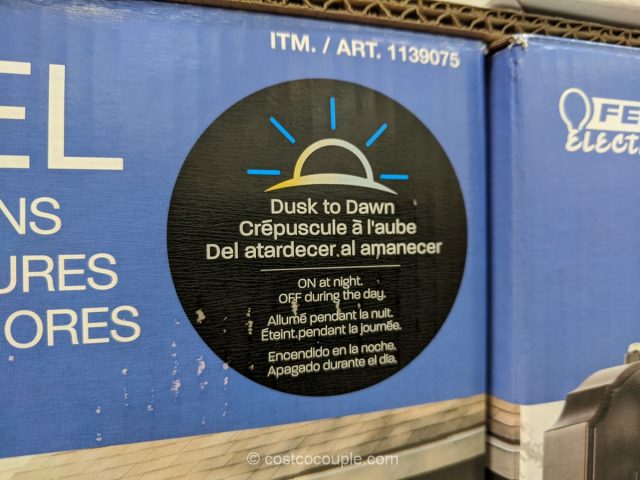 ITM. / ART. 1139075
EL
NS
URES
ORES
Dusk to Dawn
Crépuscule à l'aube
Del atardecer al amanecer
ON at night.
OFF during the day.
Allumé pendant la nuit.
Éteint pendant la journée.
Encendido en la noche.
Apagado durante el día.
FE
ELECT
© costcocouple.com